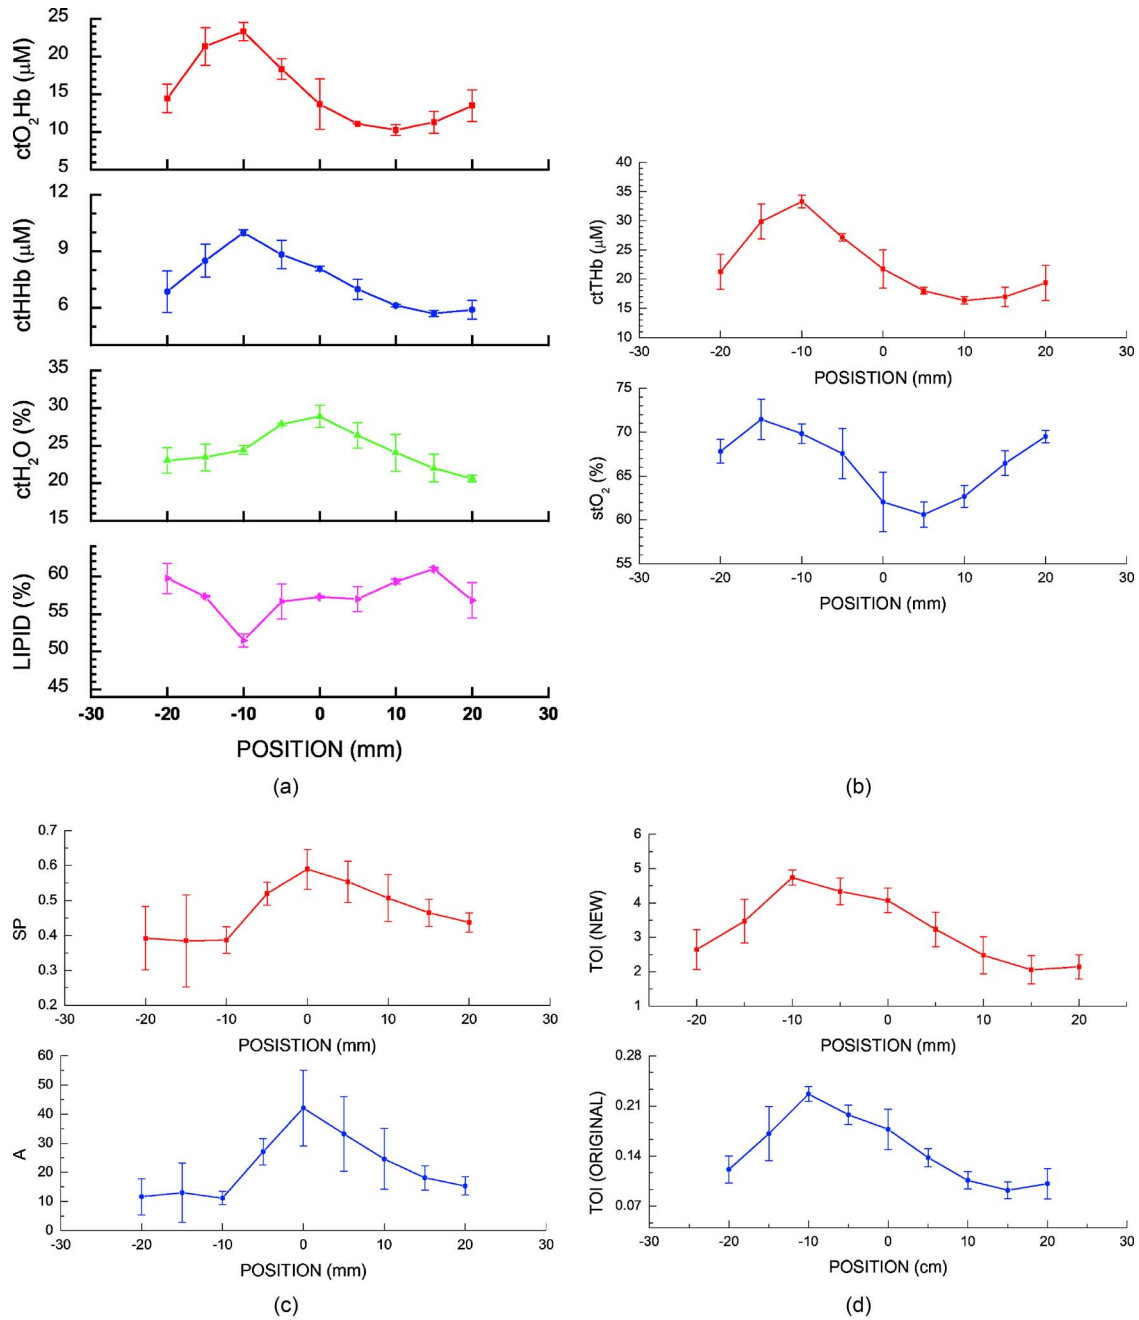 25
20
15
10
5
ctO2Hb (μM)
-30 -20 -10 0 10 20 30
12
9
6
ctHHb (μM)
35
30
25
20
15
ctH2O (%)
60
55
50
45
LIPID (%)
-30 -20 -10 0 10 20 30
POSITION (mm)
(a)
40
35
30
25
20
15
10
ctTHb (μM)
-30 -20 -10 0 10 20 30
POSISTION (mm)
75
70
65
60
55
stO2 (%)
-30 -20 -10 0 10 20 30
POSITION (mm)
(b)
0.7
0.6
0.5
0.4
0.3
0.2
SP
-30 -20 -10 0 10 20 30
POSISTION (mm)
60
50
40
30
20
10
0
A
-30 -20 -10 0 10 20 30
POSITION (mm)
(c)
6
5
4
3
2
1
TOI (NEW)
-20 -10 0 10 20
POSISTION (mm)
0.28
0.21
0.14
0.07
TOI (ORIGINAL)
-30 -20 -10 0 10 20 30
POSITION (cm)
(d)